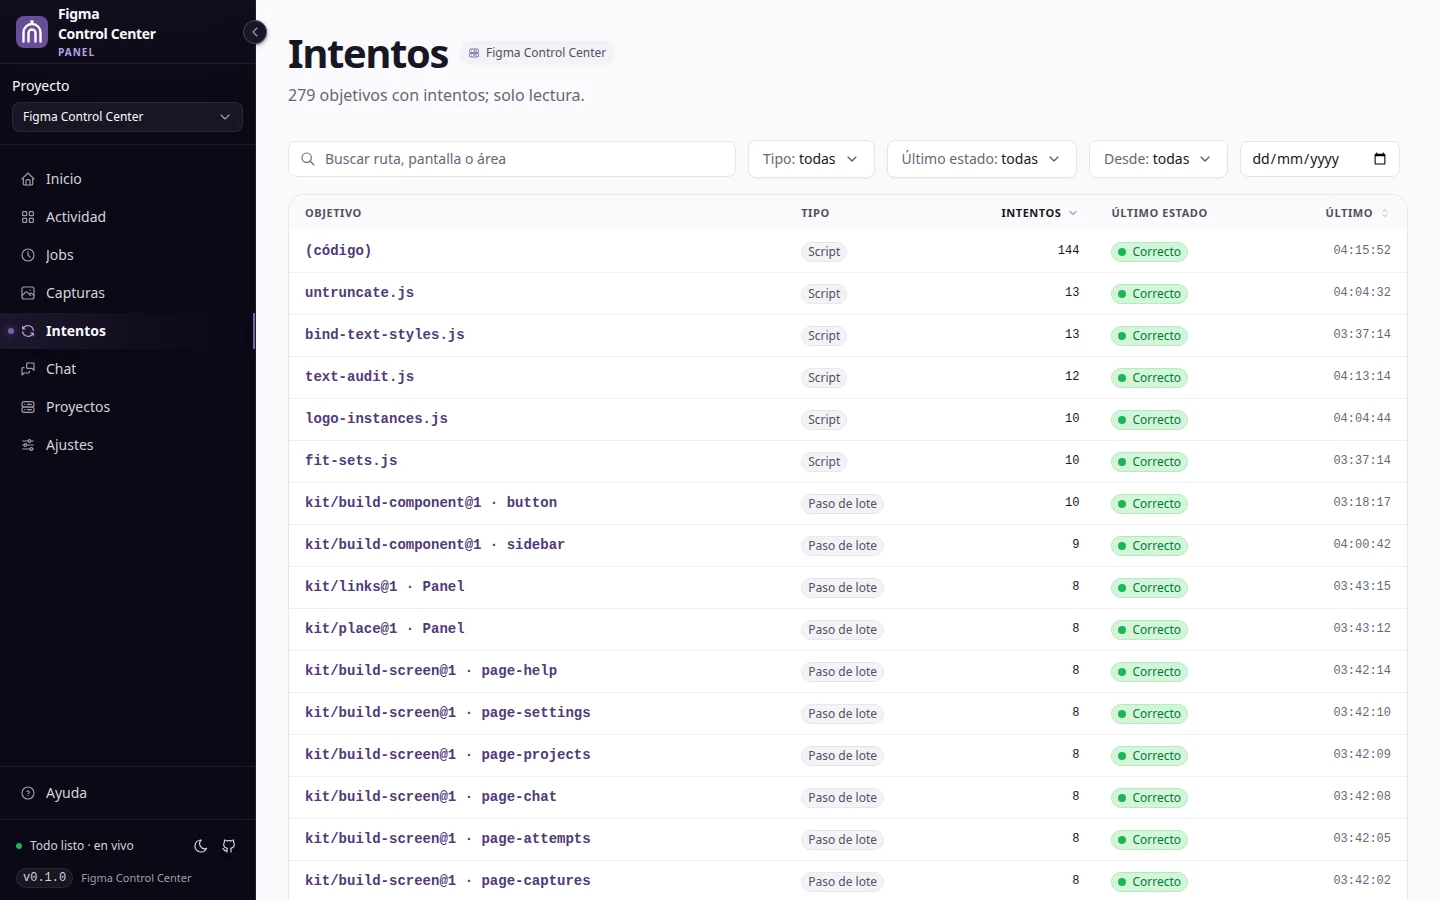 Figma
Control Center
PANEL
Proyecto
Figma Control Center
Inicio
Actividad
Jobs
Capturas
Intentos
Chat
Proyectos
Ajustes
Ayuda
Todo listo · en vivo
v0.1.0 Figma Control Center
Intentos Figma Control Center
279 objetivos con intentos; solo lectura.
Buscar ruta, pantalla o área Tipo: todas Último estado: todas Desde: todas dd/mm/yyyy
OBJETIVO TIPO INTENTOS ÚLTIMO ESTADO ÚLTIMO
(código) Script 144 Correcto 04:15:52
untruncate.js Script 13 Correcto 04:04:32
bind-text-styles.js Script 13 Correcto 03:37:14
text-audit.js Script 12 Correcto 04:13:14
logo-instances.js Script 10 Correcto 04:04:44
fit-sets.js Script 10 Correcto 03:37:14
kit/build-component@1 · button Paso de lote 10 Correcto 03:18:17
kit/build-component@1 · sidebar Paso de lote 9 Correcto 04:00:42
kit/links@1 · Panel Paso de lote 8 Correcto 03:43:15
kit/place@1 · Panel Paso de lote 8 Correcto 03:43:12
kit/build-screen@1 · page-help Paso de lote 8 Correcto 03:42:14
kit/build-screen@1 · page-settings Paso de lote 8 Correcto 03:42:10
kit/build-screen@1 · page-projects Paso de lote 8 Correcto 03:42:09
kit/build-screen@1 · page-chat Paso de lote 8 Correcto 03:42:08
kit/build-screen@1 · page-attempts Paso de lote 8 Correcto 03:42:05
kit/build-screen@1 · page-captures Paso de lote 8 Correcto 03:42:02